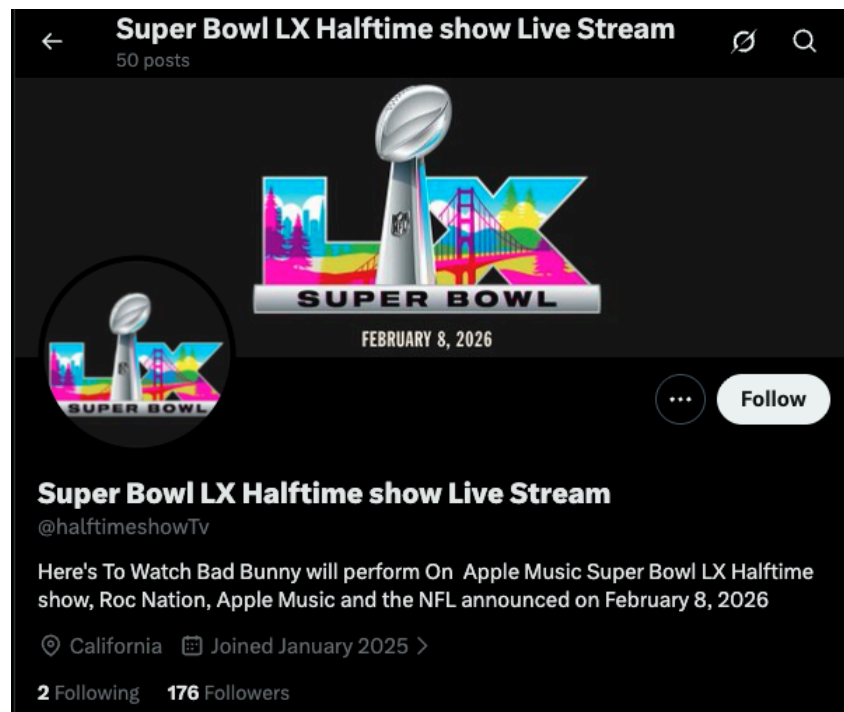 Super Bowl LX Halftime show Live Stream
50 posts
LX
NFL
SUPER BOWL
FEBRUARY 8, 2026
LX
SUPER BOWL
Follow
Super Bowl LX Halftime show Live Stream
@halftimeshowTv
Here's To Watch Bad Bunny will perform On  Apple Music Super Bowl LX Halftime
show, Roc Nation, Apple Music and the NFL announced on February 8, 2026
California Joined January 2025
2 Following 176 Followers